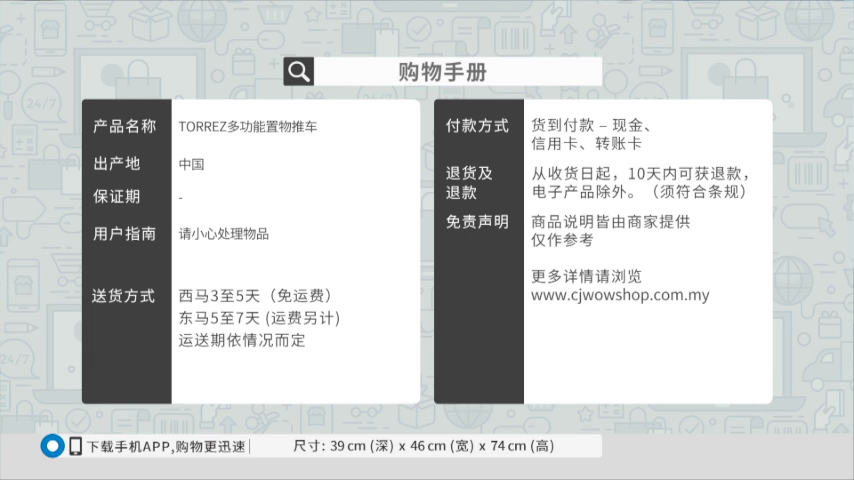 购物手册
产品名称 TORREZ多功能置物推车
出产地 中国
保证期 -
用户指南 请小心处理物品
送货方式 西马3至5天（免运费）
东马5至7天 (运费另计)
运送期依情况而定
付款方式 货到付款 – 现金、
信用卡、转账卡
退货及 从收货日起，10天内可获退款，
退款 电子产品除外。（须符合条规）
免责声明 商品说明皆由商家提供
仅作参考
更多详情请浏览
www.cjwowshop.com.my
下载手机APP,购物更迅速 尺寸: 39 cm (深) x 46 cm (宽) x 74 cm (高)
24/7
24/7